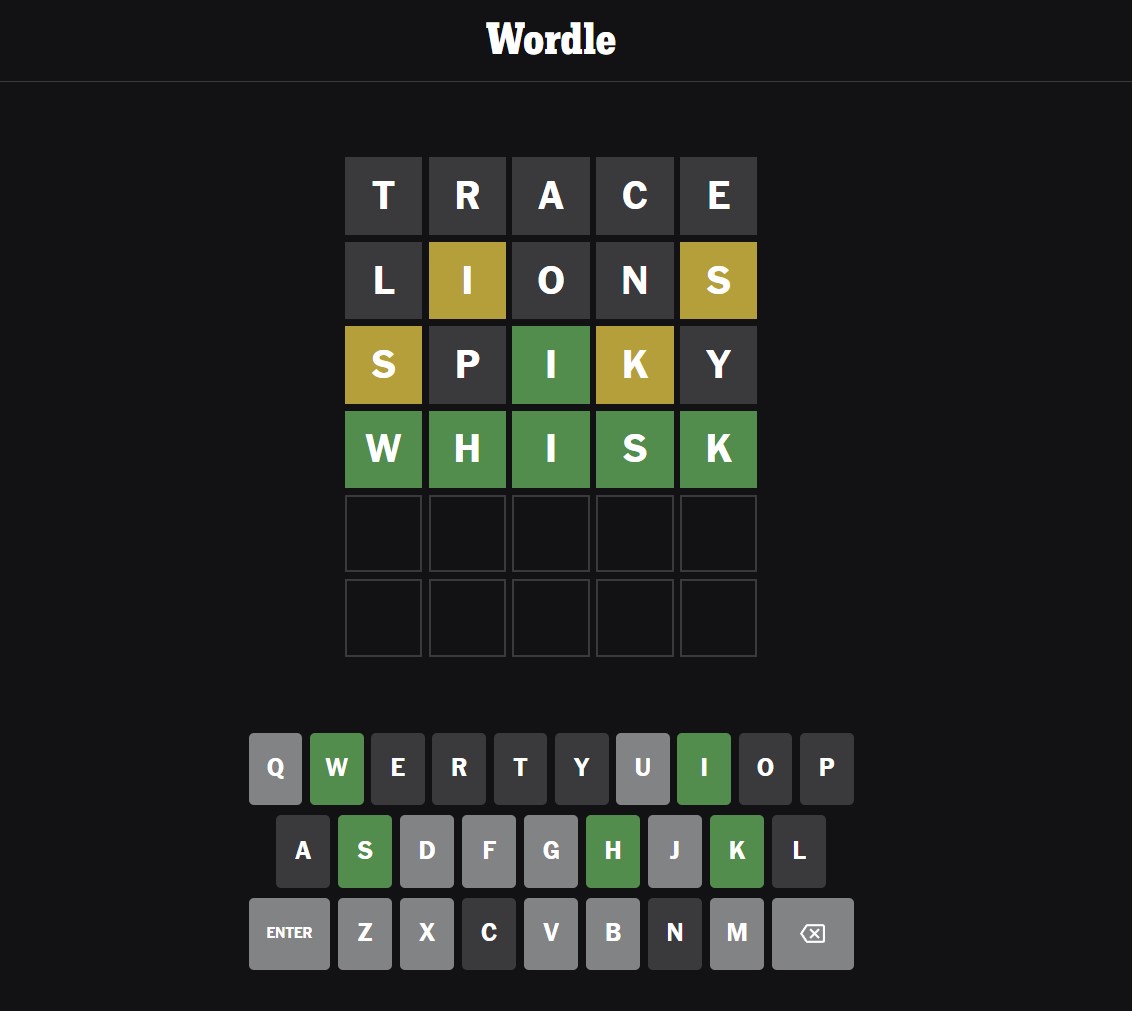 Wordle
T R A C E
L I O N S
S P I K Y
W H I S K
Q W E R T Y U I O P
A S D F G H J K L
ENTER Z X C V B N M